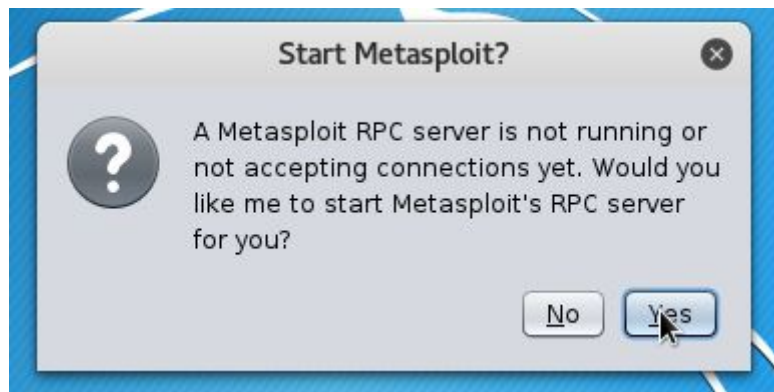 Start Metasploit?
A Metasploit RPC server is not running or
not accepting connections yet. Would you
like me to start Metasploit's RPC server
for you?
No
Yes